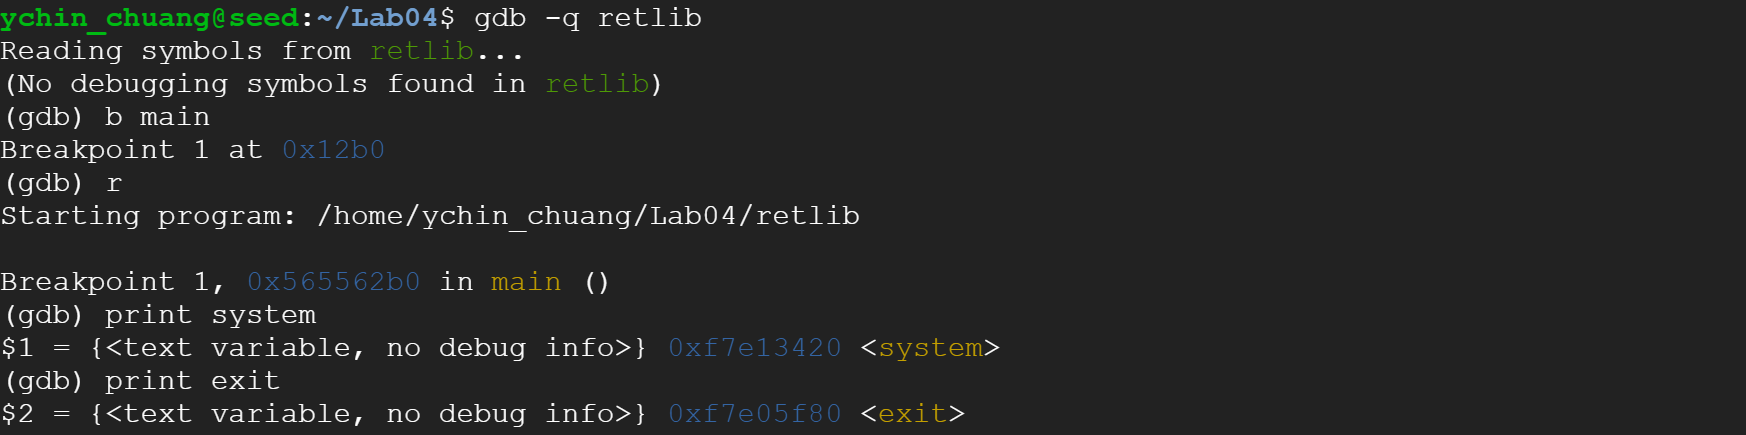 ychin_chuang@seed:~/Lab04$ gdb -q retlib
Reading symbols from retlib...
(No debugging symbols found in retlib)
(gdb) b main
Breakpoint 1 at 0x12b0
(gdb) r
Starting program: /home/ychin_chuang/Lab04/retlib
Breakpoint 1, 0x565562b0 in main ()
(gdb) print system
$1 = {<text variable, no debug info>} 0xf7e13420 <system>
(gdb) print exit
$2 = {<text variable, no debug info>} 0xf7e05f80 <exit>